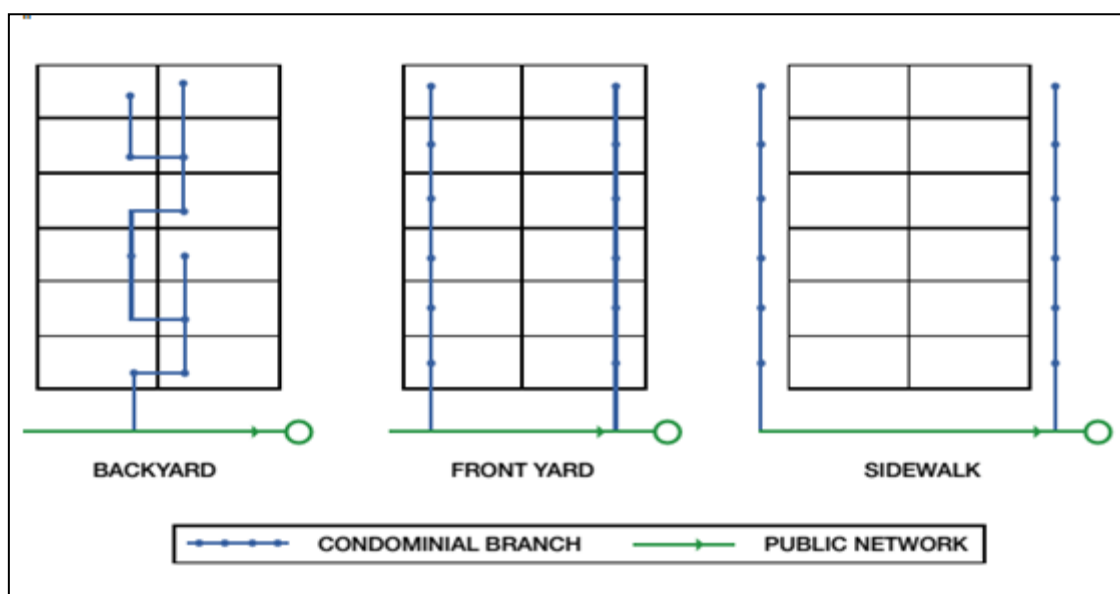 BACKYARD
FRONT YARD
SIDEWALK
CONDOMINIAL BRANCH
PUBLIC NETWORK